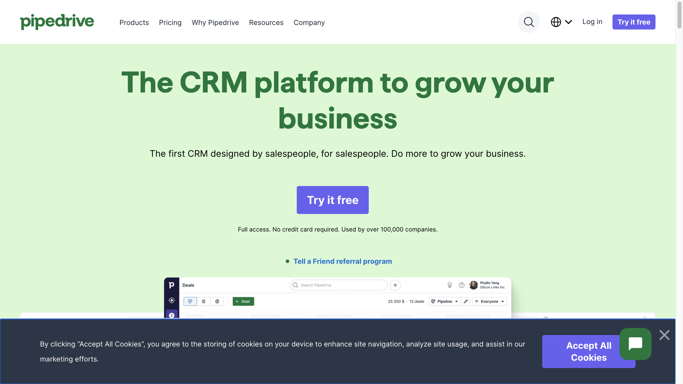 pipedrive
Products Pricing Why Pipedrive Resources Company Log in Try it free
The CRM platform to grow your
business
The first CRM designed by salespeople, for salespeople. Do more to grow your business.
Try it free
Full access. No credit card required. Used by over 100,000 companies.
Tell a Friend referral program
p Deals Search Pipedrive + Phyllis Yang
Silicon Links Inc
+ Deal 25 350 $ · 12 deals Pipeline Everyone
By clicking “Accept All Cookies”, you agree to the storing of cookies on your device to enhance site navigation, analyze site usage, and assist in our
marketing efforts.
Accept All
Cookies